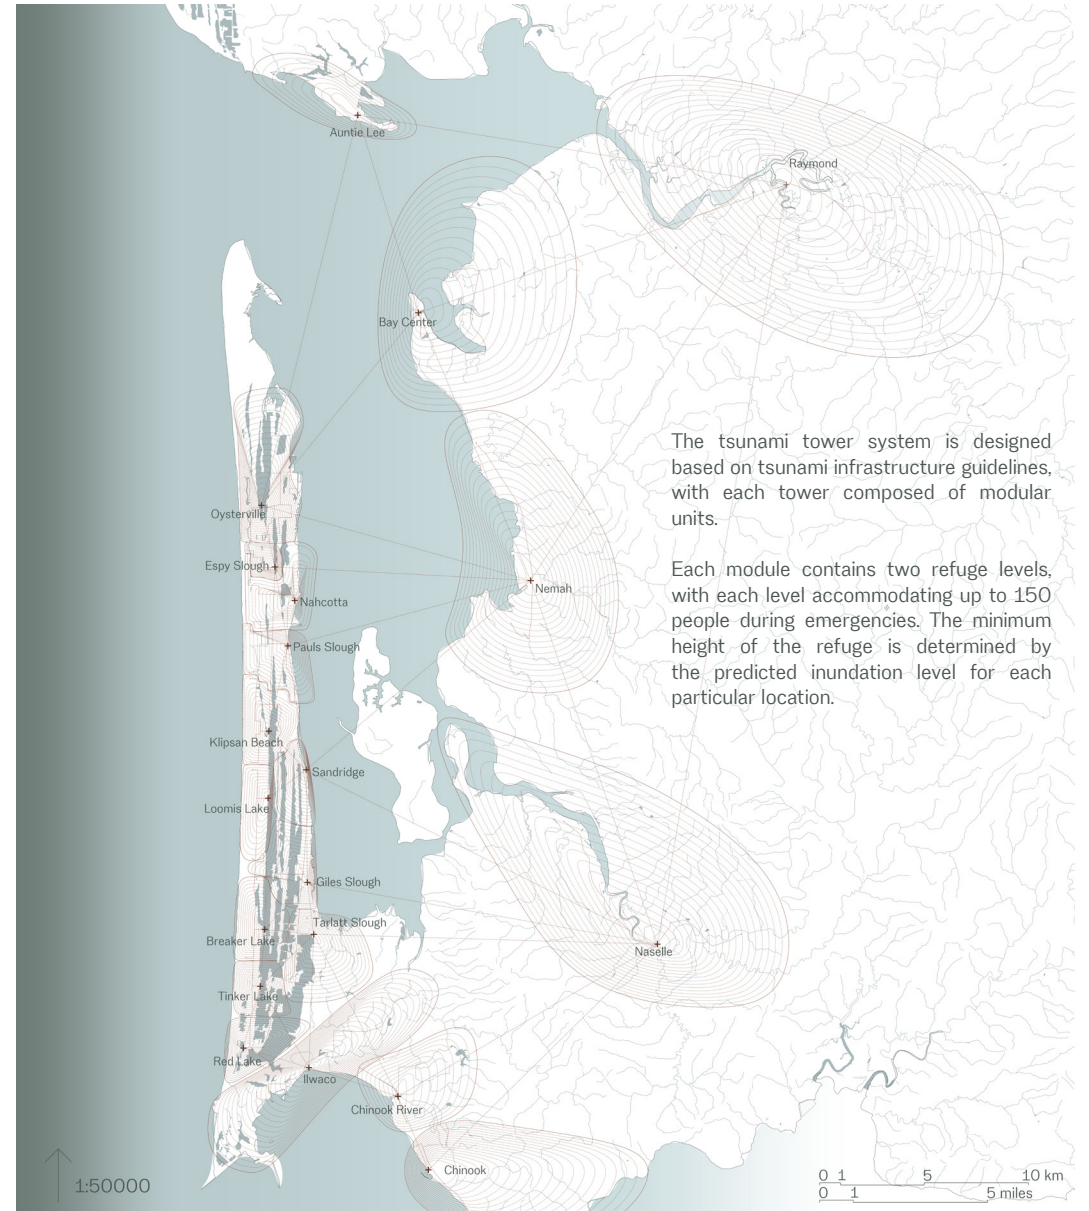 Auntie Lee
Raymond
Bay Center
The tsunami tower system is designed
based on tsunami infrastructure guidelines,
with each tower composed of modular
units.
Oysterville
Espy Slough
Each module contains two refuge levels,
with each level accommodating up to 150
people during emergencies. The minimum
height of the refuge is determined by
the predicted inundation level for each
particular location.
Nemah
Nahcotta
Pauls Slough
Klipsan Beach
Sandridge
Loomis Lake
Giles Slough
Tarlatt Slough
Breaker Lake
Naselle
Tinker Lake
Red Lake
Ilwaco
Chinook River
Chinook
1:50000
0 1 5 10 km
0 1 5 miles